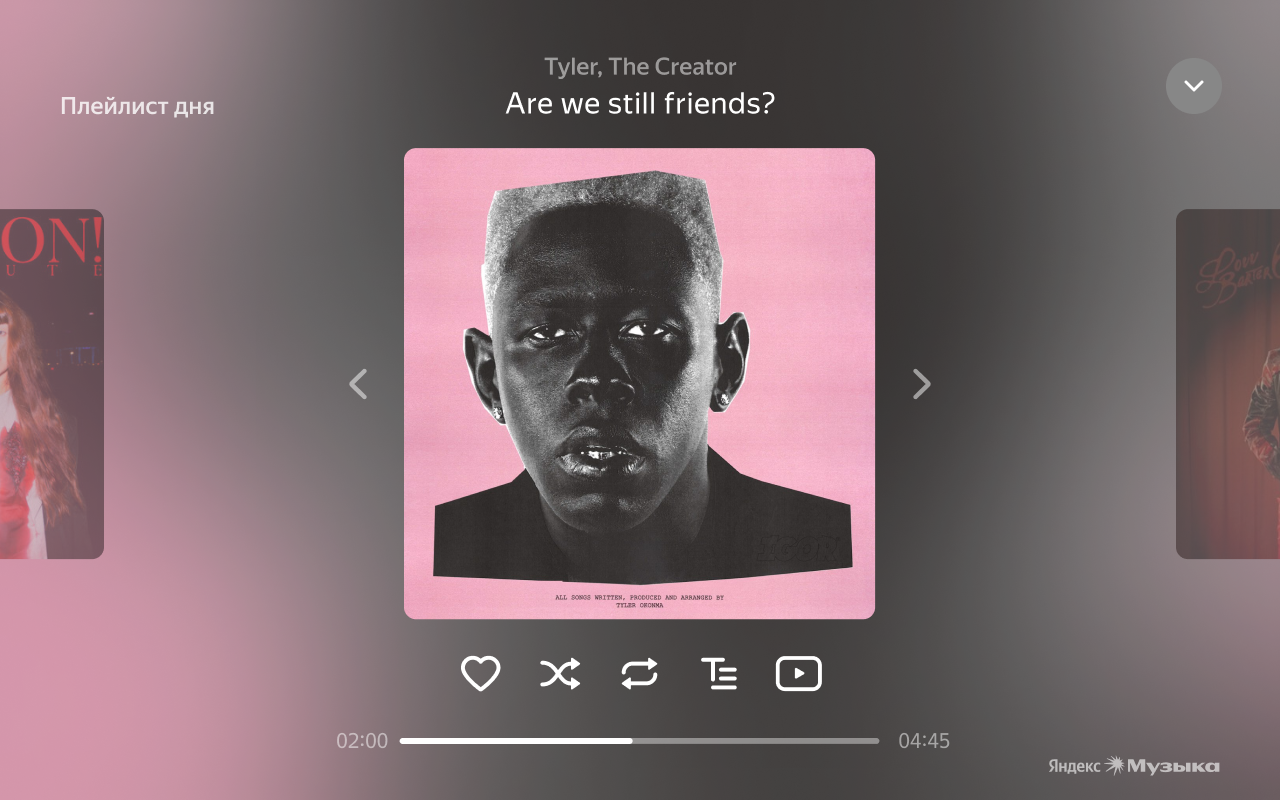 Tyler, The Creator
Are we still friends?
Плейлист дня
ON!
U T E
ALL SONGS WRITTEN, PRODUCED AND ARRANGED BY
TYLER OKONMA
02:00
04:45
Яндекс Музыка